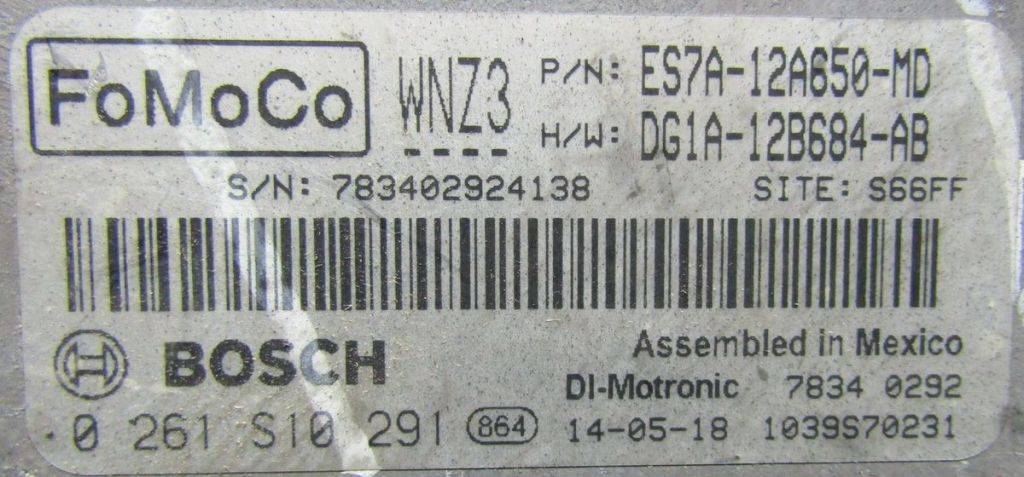 FoMoCo WNZ3 P/N: ES7A-12A650-MD
H/W: DG1A-12B684-AB
S/N: 783402924138 SITE: S66FF
BOSCH Assembled in Mexico
DI-Motronic 7834 0292
0 261 S10 291 864 14-05-18 1039S70231